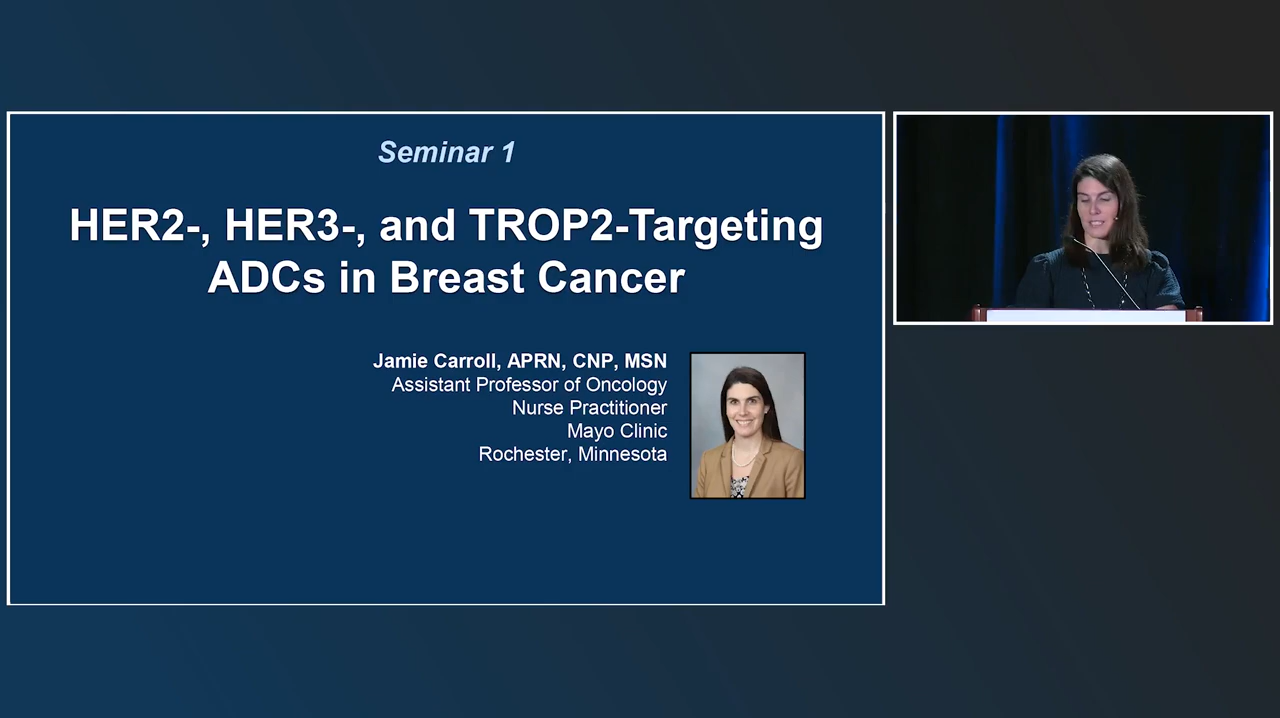 Seminar 1
HER2-, HER3-, and TROP2-Targeting
ADCs in Breast Cancer
Jamie Carroll, APRN, CNP, MSN
Assistant Professor of Oncology
Nurse Practitioner
Mayo Clinic
Rochester, Minnesota